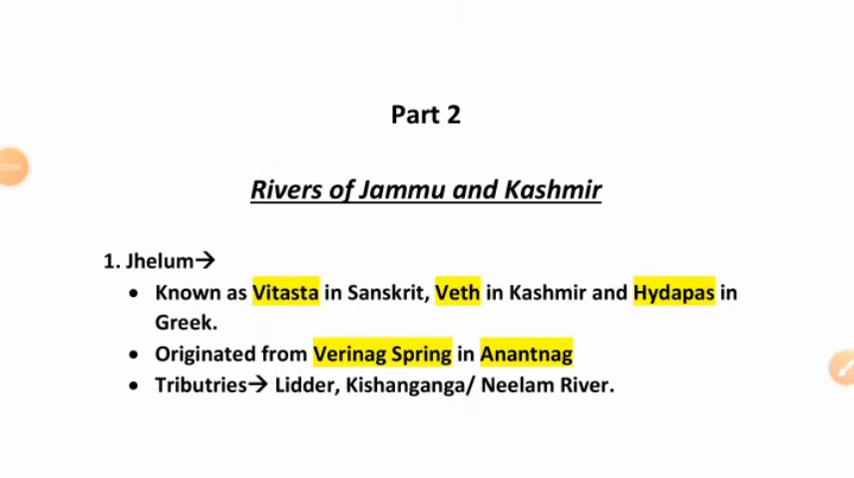 Part 2
Rivers of Jammu and Kashmir
1. Jhelum→
• Known as Vitasta in Sanskrit, Veth in Kashmir and Hydapas in
Greek.
• Originated from Verinag Spring in Anantnag
• Tributries→ Lidder, Kishanganga/ Neelam River.